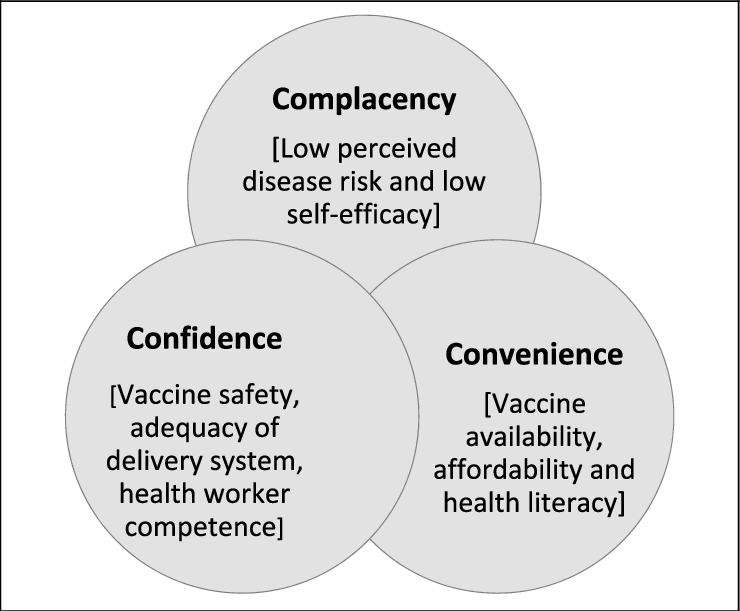 Complacency
[Low perceived
disease risk and low
self-efficacy]
Confidence
[Vaccine safety,
adequacy of
delivery system,
health worker
competence]
Convenience
[Vaccine
availability,
affordability and
health literacy]